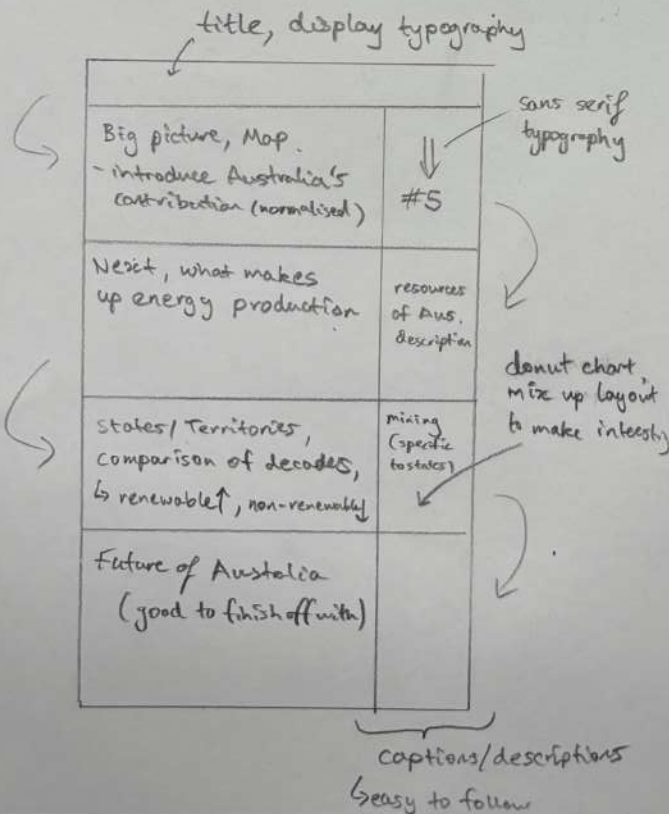 title, display typography
sans serif
typography
Big picture, Map.
- introduce Australia's
contribution (normalised)
#5
Next, what makes
up energy production
resources
of Aus.
description
donut chart,
mix up layout
to make inteesting
States/Territories,
comparison of decades,
↳ renewable↑, non-renewable↓
mining
(specific
to states)
Future of Australia
(good to finish off with)
captions/descriptions
↳ easy to follow